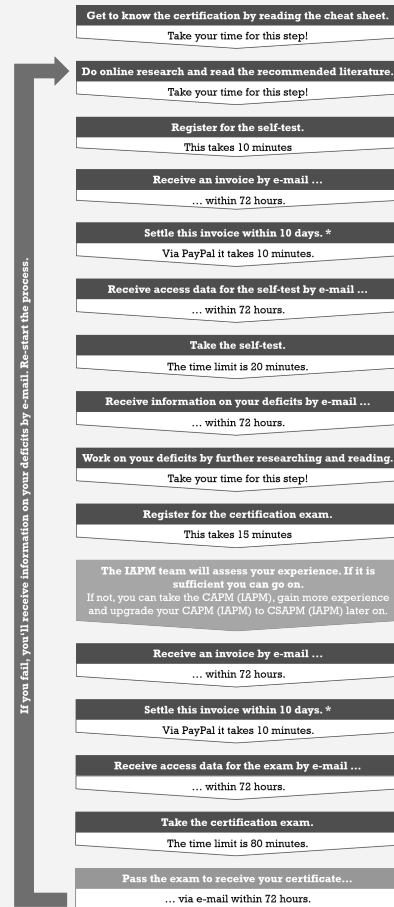 Get to know the certification by reading the cheat sheet.
Take your time for this step!
Do online research and read the recommended literature.
Take your time for this step!
Register for the self-test.
This takes 10 minutes
Receive an invoice by e-mail ...
... within 72 hours.
Settle this invoice within 10 days. *
Via PayPal it takes 10 minutes.
Receive access data for the self-test by e-mail ...
... within 72 hours.
Take the self-test.
The time limit is 20 minutes.
Receive information on your deficits by e-mail ...
... within 72 hours.
Work on your deficits by further researching and reading.
Take your time for this step!
Register for the certification exam.
This takes 15 minutes
The IAPM team will assess your experience. If it is
sufficient you can go on.
If not, you can take the CAPM (IAPM), gain more experience
and upgrade your CAPM (IAPM) to CSAPM (IAPM) later on.
Receive an invoice by e-mail ...
... within 72 hours.
Settle this invoice within 10 days. *
Via PayPal it takes 10 minutes.
Receive access data for the exam by e-mail ...
... within 72 hours.
Take the certification exam.
The time limit is 80 minutes.
Pass the exam to receive your certificate...
... via e-mail within 72 hours.
If you fail, you'll receive information on your deficits by e-mail. Re-start the process.